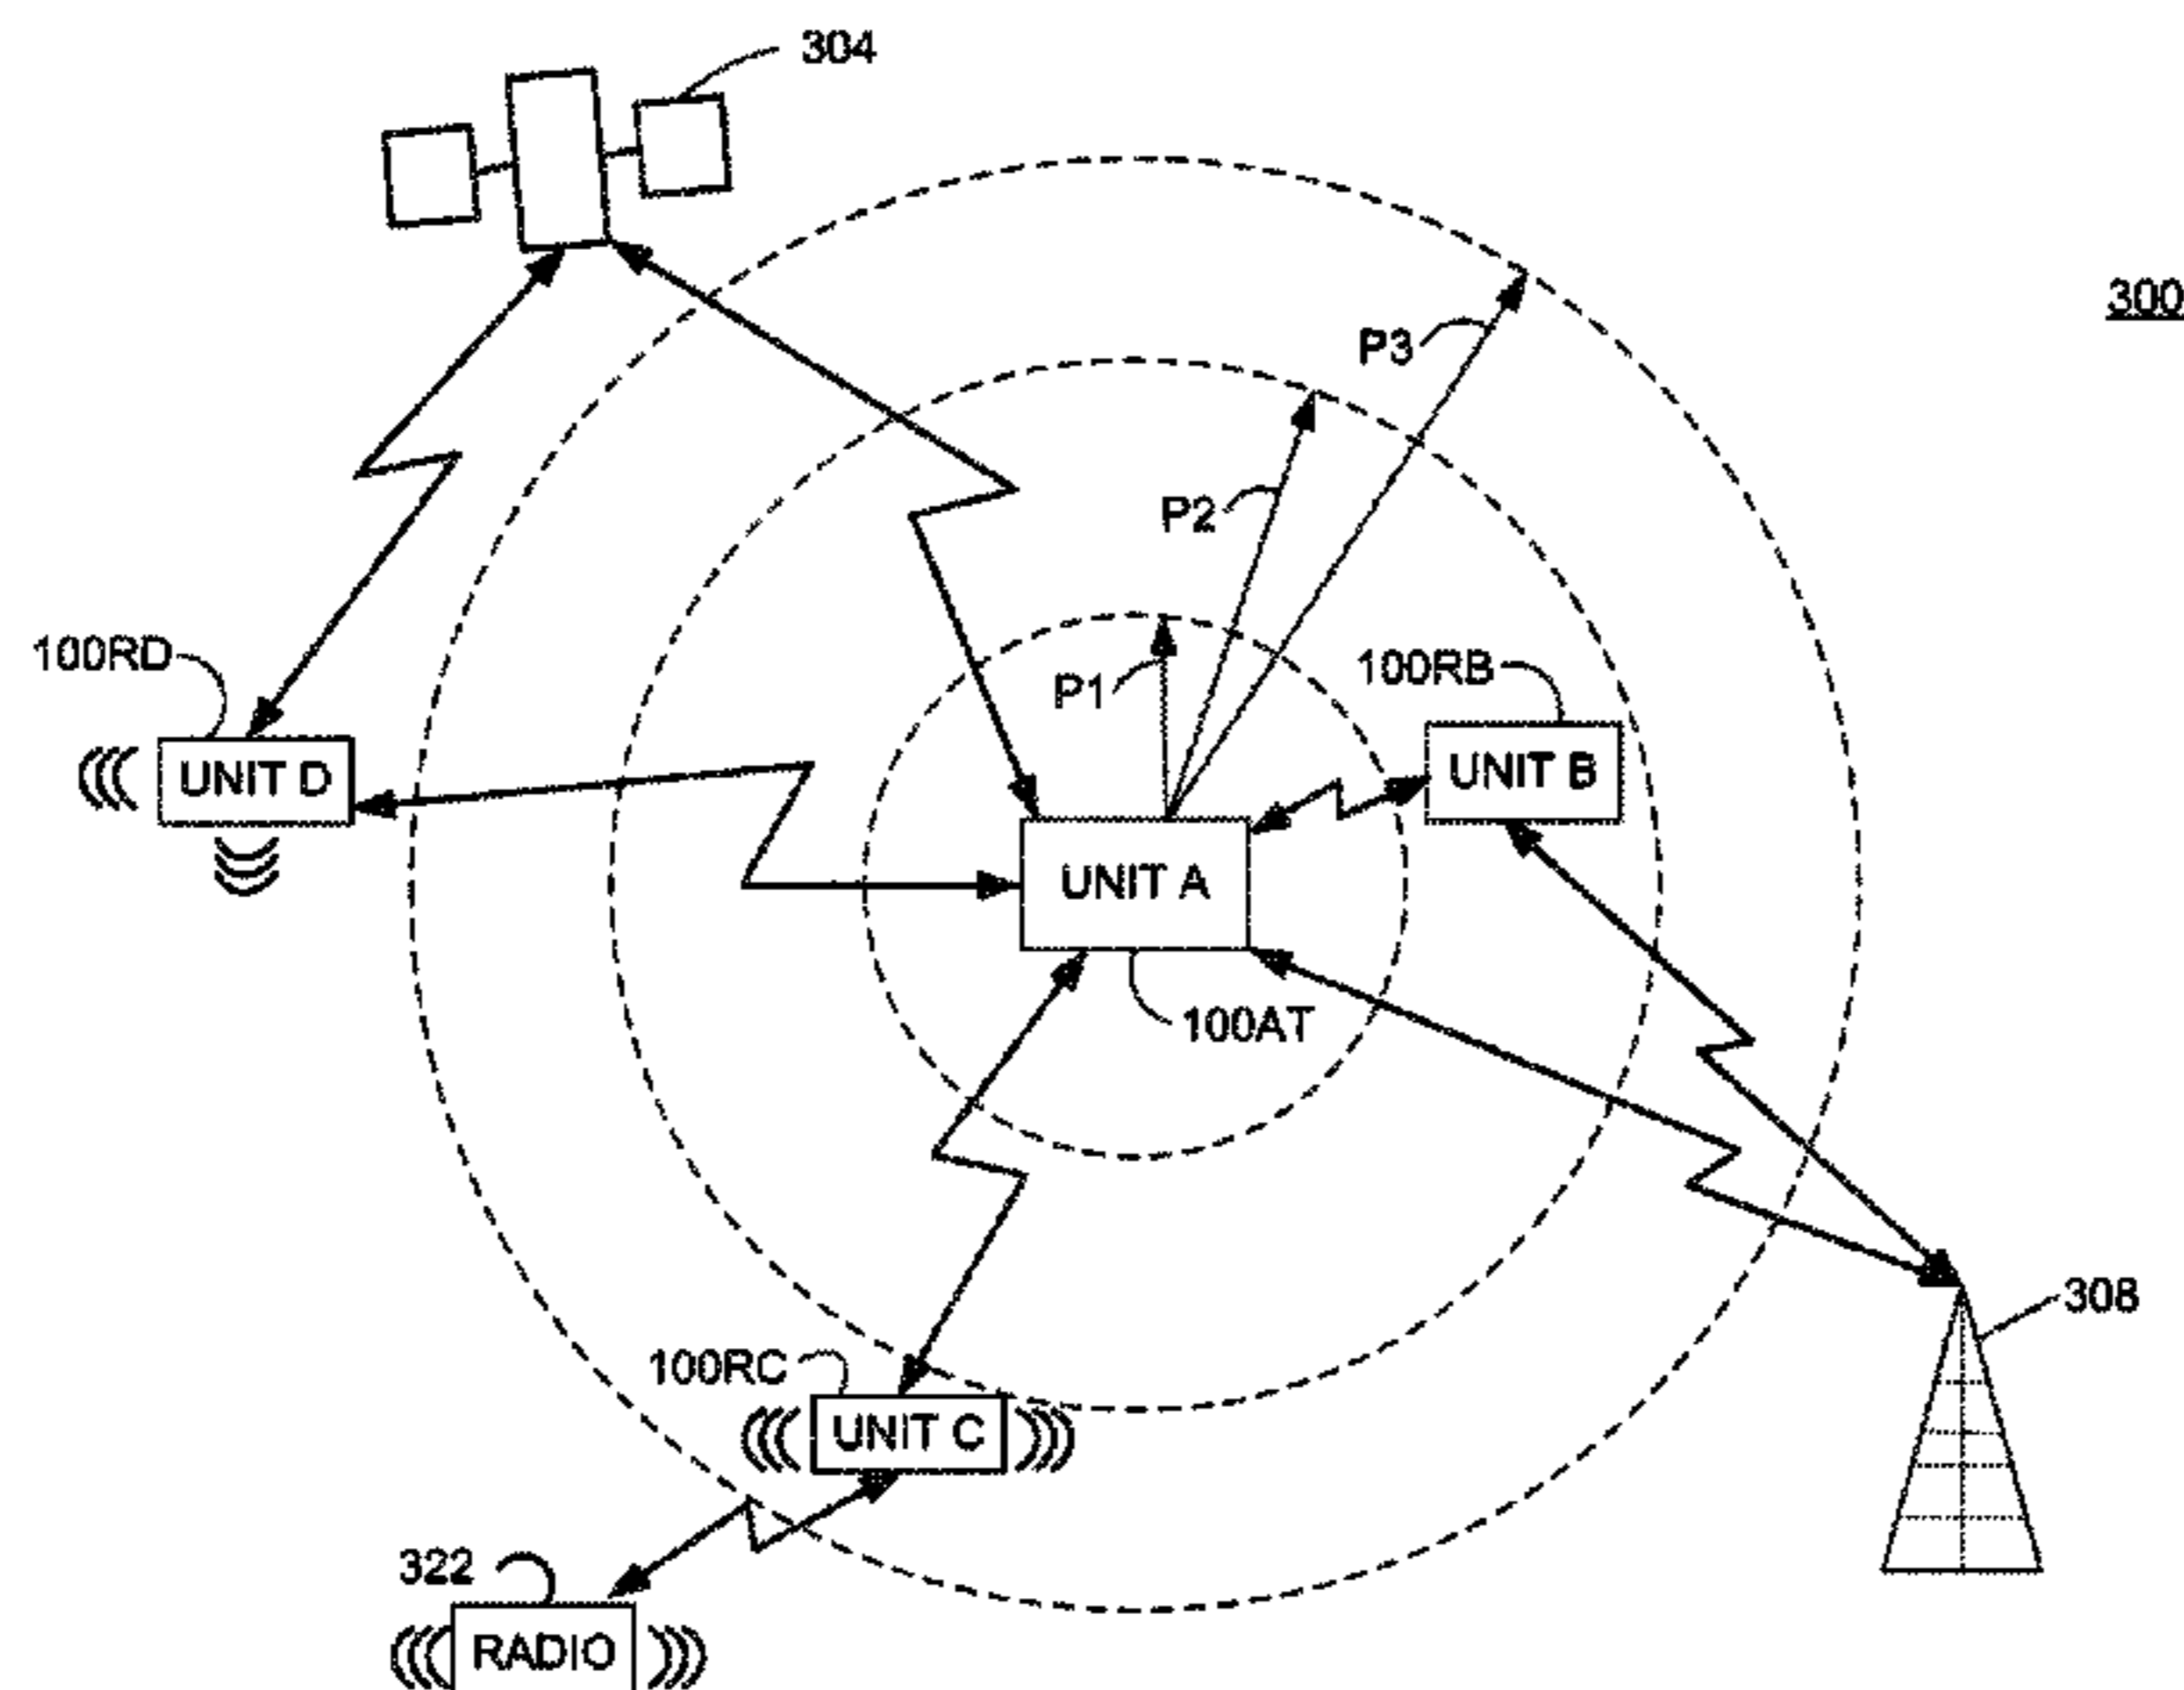 304
300
P3
P2
100RD
P1
100RB
UNIT D
UNIT B
UNIT A
100AT
308
100RC
UNIT C
322
RADIO